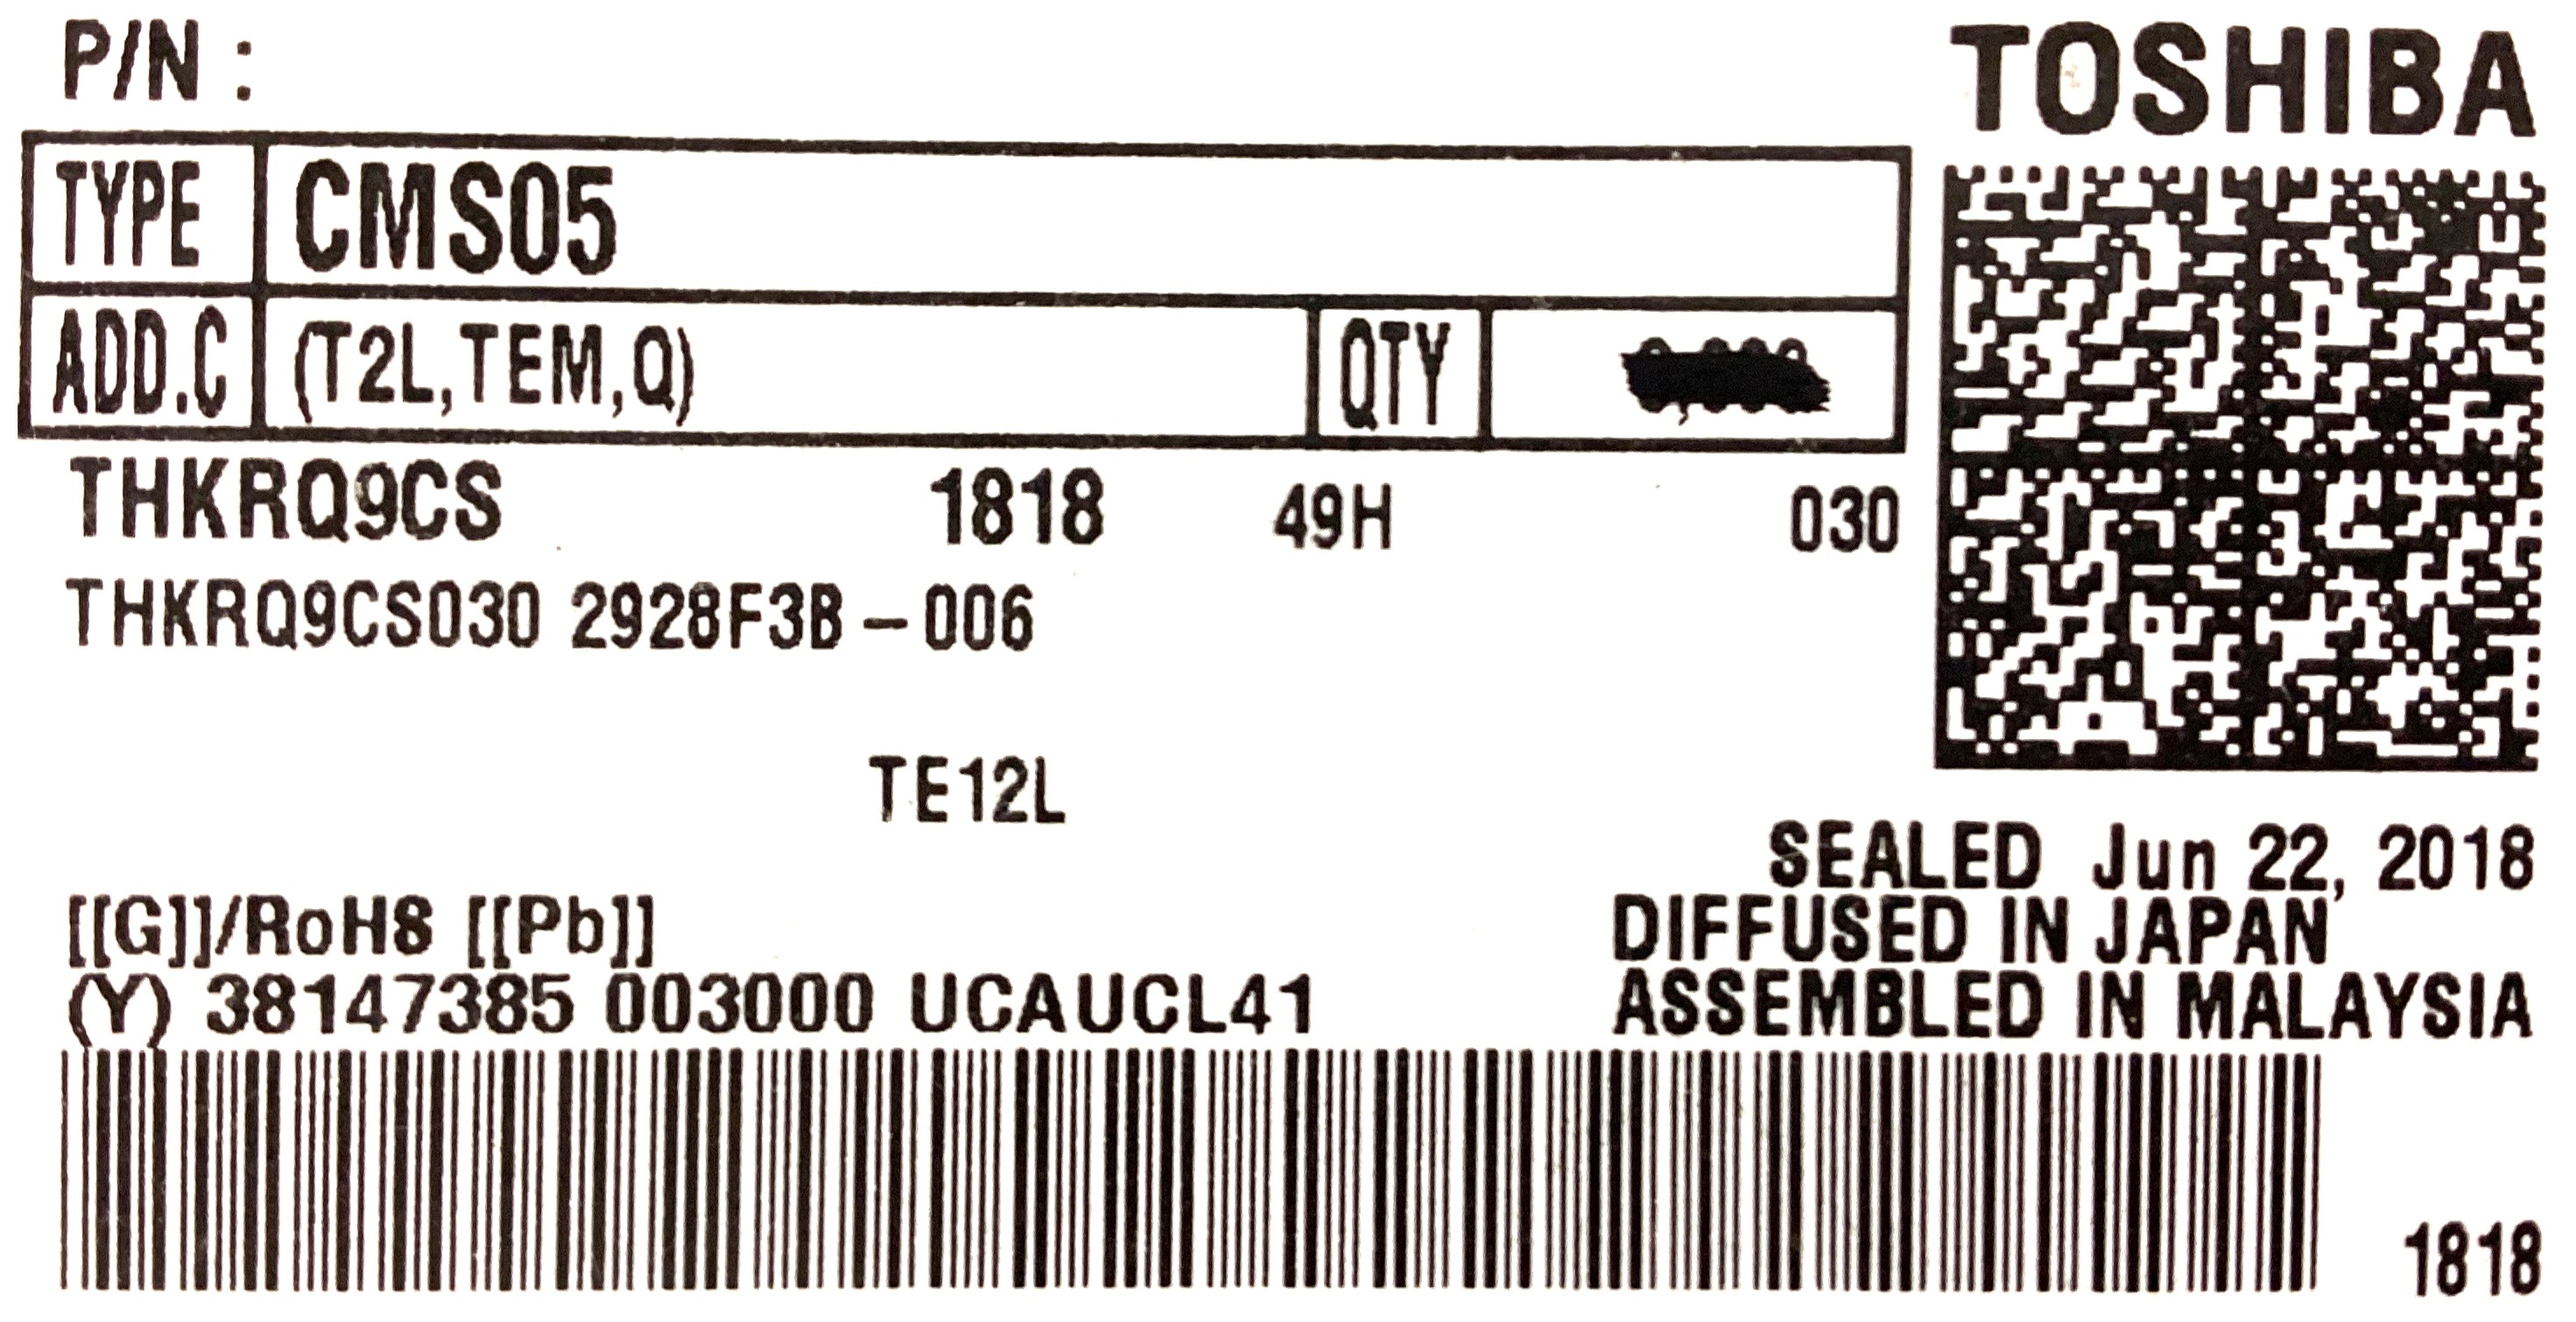 P/N :
TOSHIBA
TYPE CMS05
ADD.C (T2L,TEM,Q) QTY
THKRQ9CS 1818 49H 030
THKRQ9CS030 2928F3B-006
TE12L
SEALED Jun 22, 2018
DIFFUSED IN JAPAN
ASSEMBLED IN MALAYSIA
[[G]]/RoHS [[Pb]]
(Y) 38147385 003000 UCAUCL41
1818